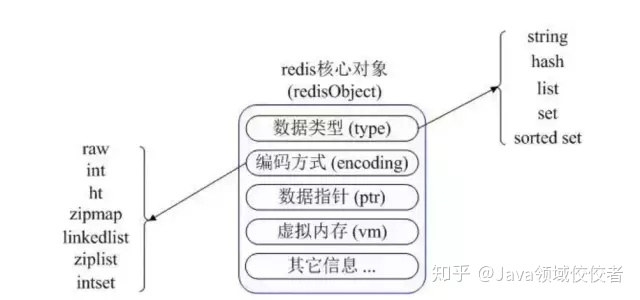 redis核心对象
(redisObject)
数据类型 (type)
编码方式 (encoding)
数据指针 (ptr)
虚拟内存 (vm)
其它信息 ...
string
hash
list
set
sorted set
raw
int
ht
zipmap
linkedlist
ziplist
intset
知乎 @Java领域佼佼者